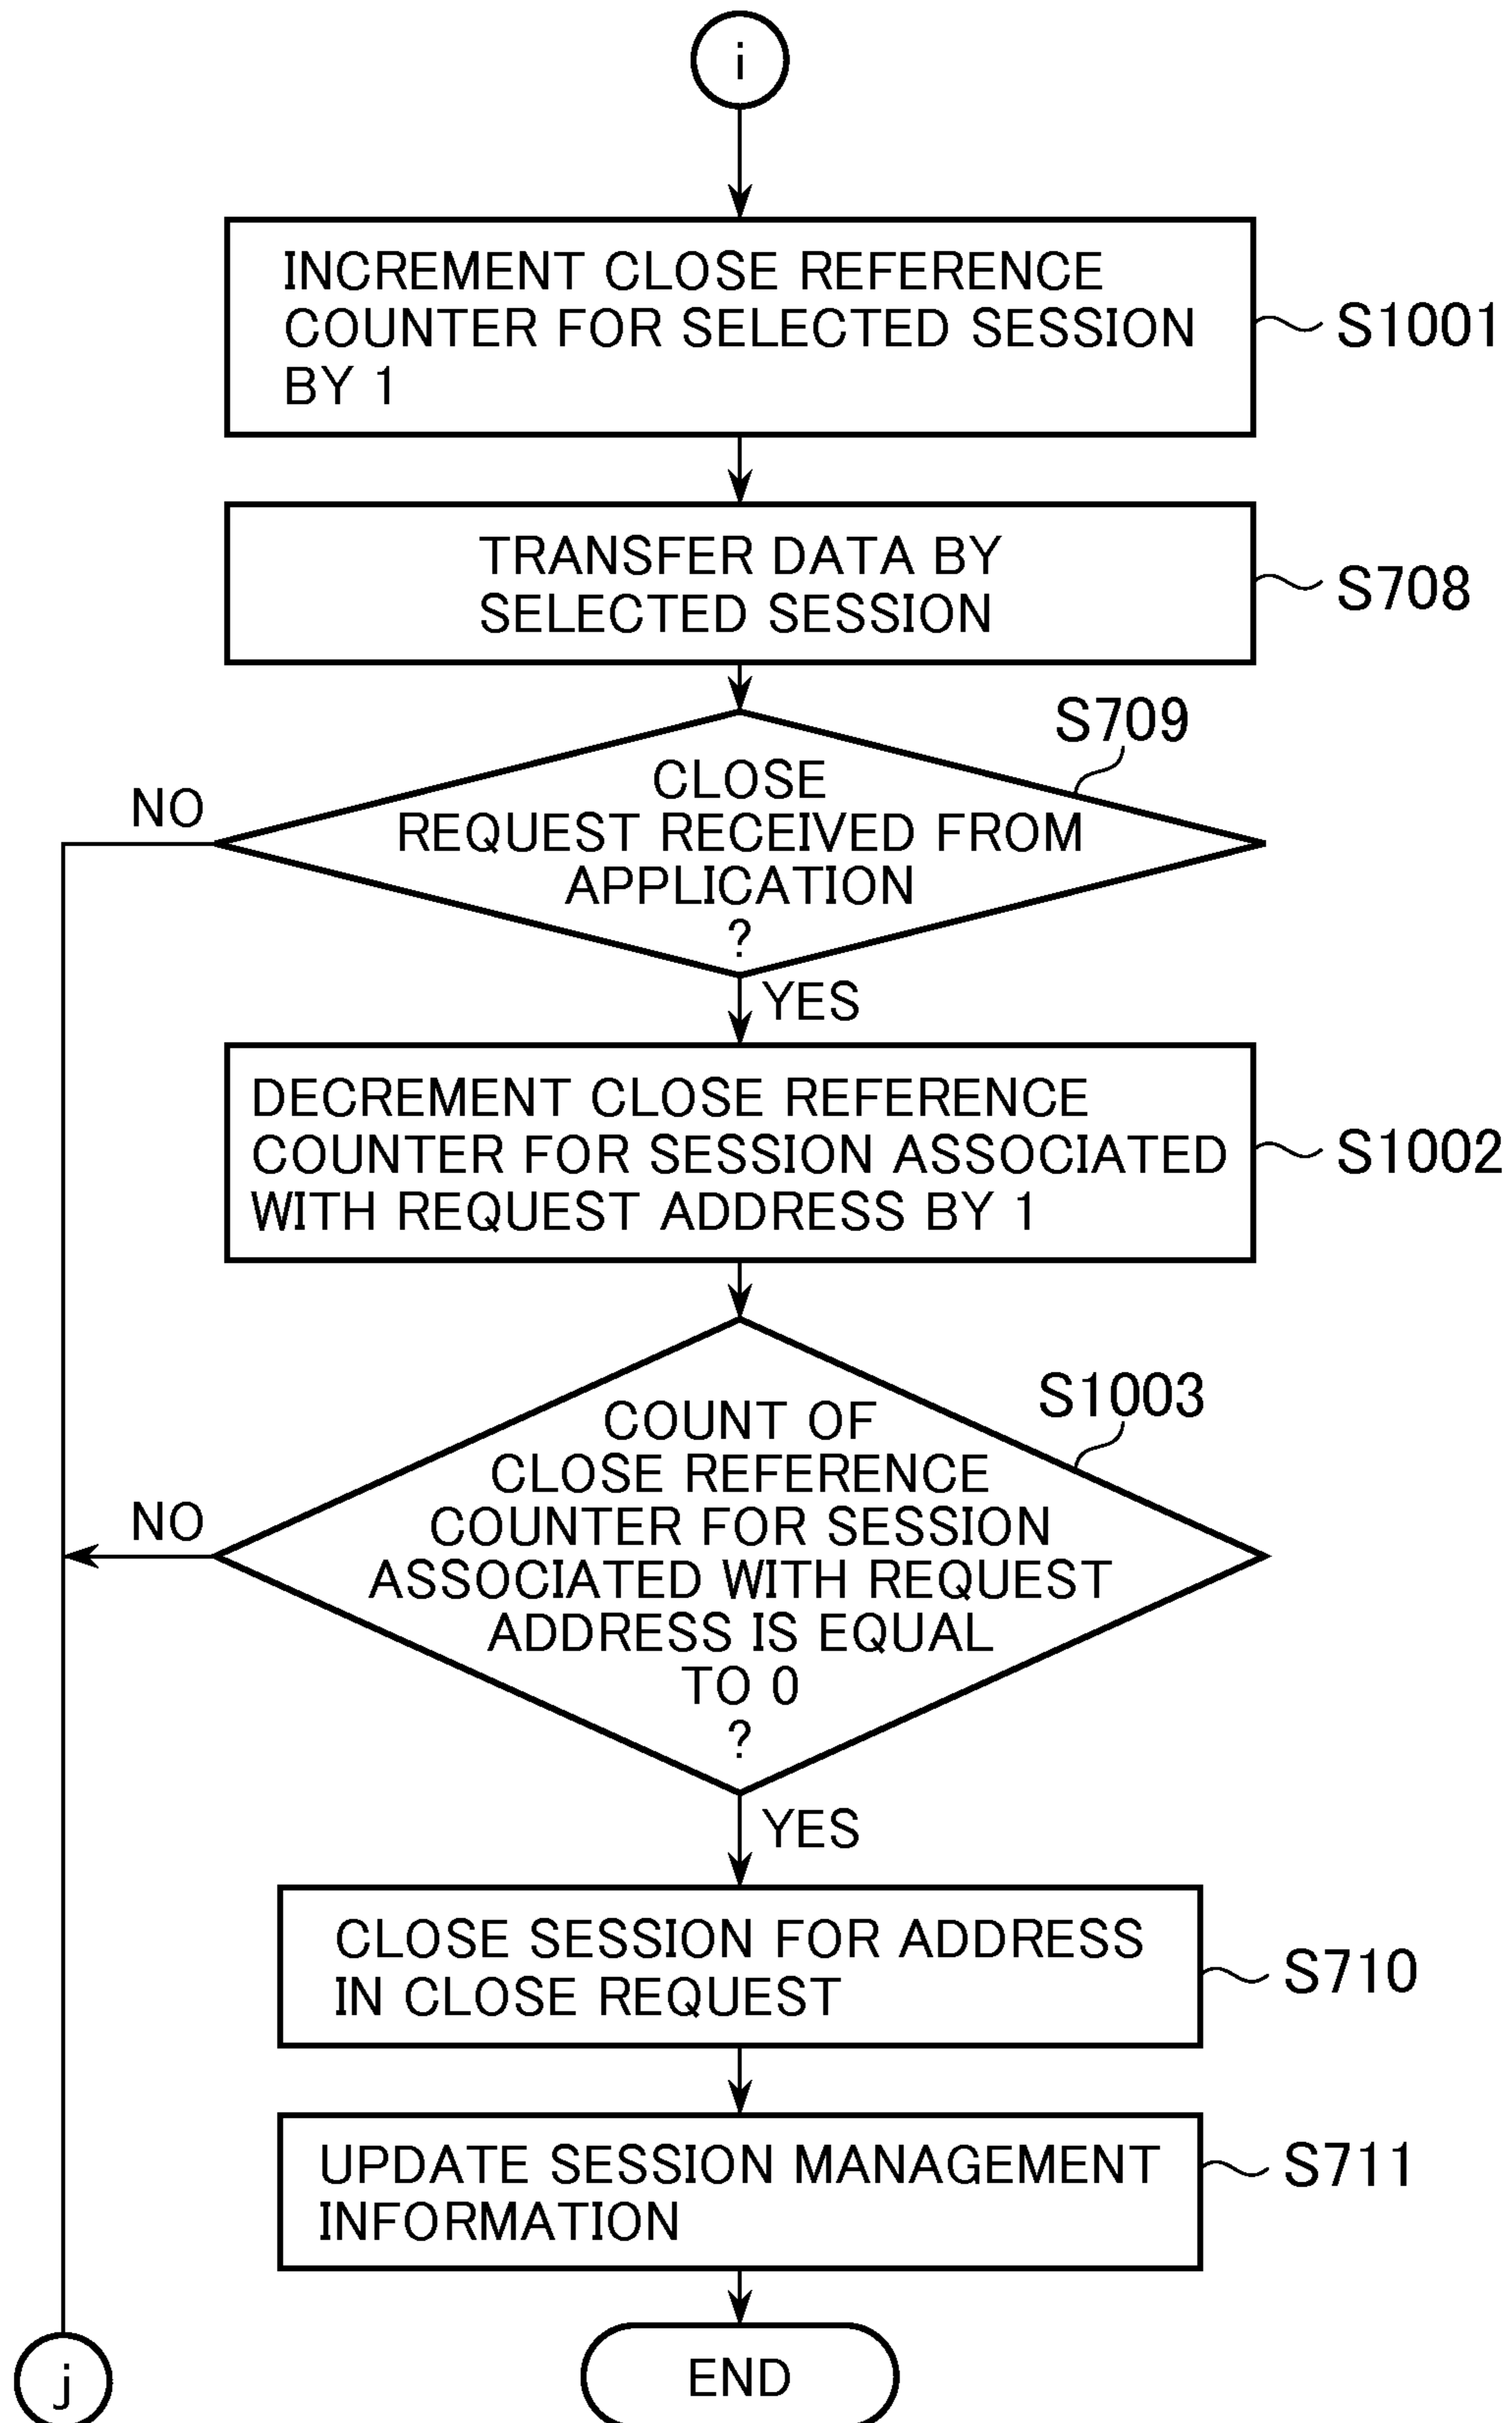 i
INCREMENT CLOSE REFERENCE
COUNTER FOR SELECTED SESSION
BY 1
S1001
TRANSFER DATA BY
SELECTED SESSION
S708
S709
CLOSE
REQUEST RECEIVED FROM
APPLICATION
?
NO
YES
DECREMENT CLOSE REFERENCE
COUNTER FOR SESSION ASSOCIATED
WITH REQUEST ADDRESS BY 1
S1002
S1003
COUNT OF
CLOSE REFERENCE
COUNTER FOR SESSION
ASSOCIATED WITH REQUEST
ADDRESS IS EQUAL
TO 0
?
NO
YES
CLOSE SESSION FOR ADDRESS
IN CLOSE REQUEST
S710
UPDATE SESSION MANAGEMENT
INFORMATION
S711
j
END